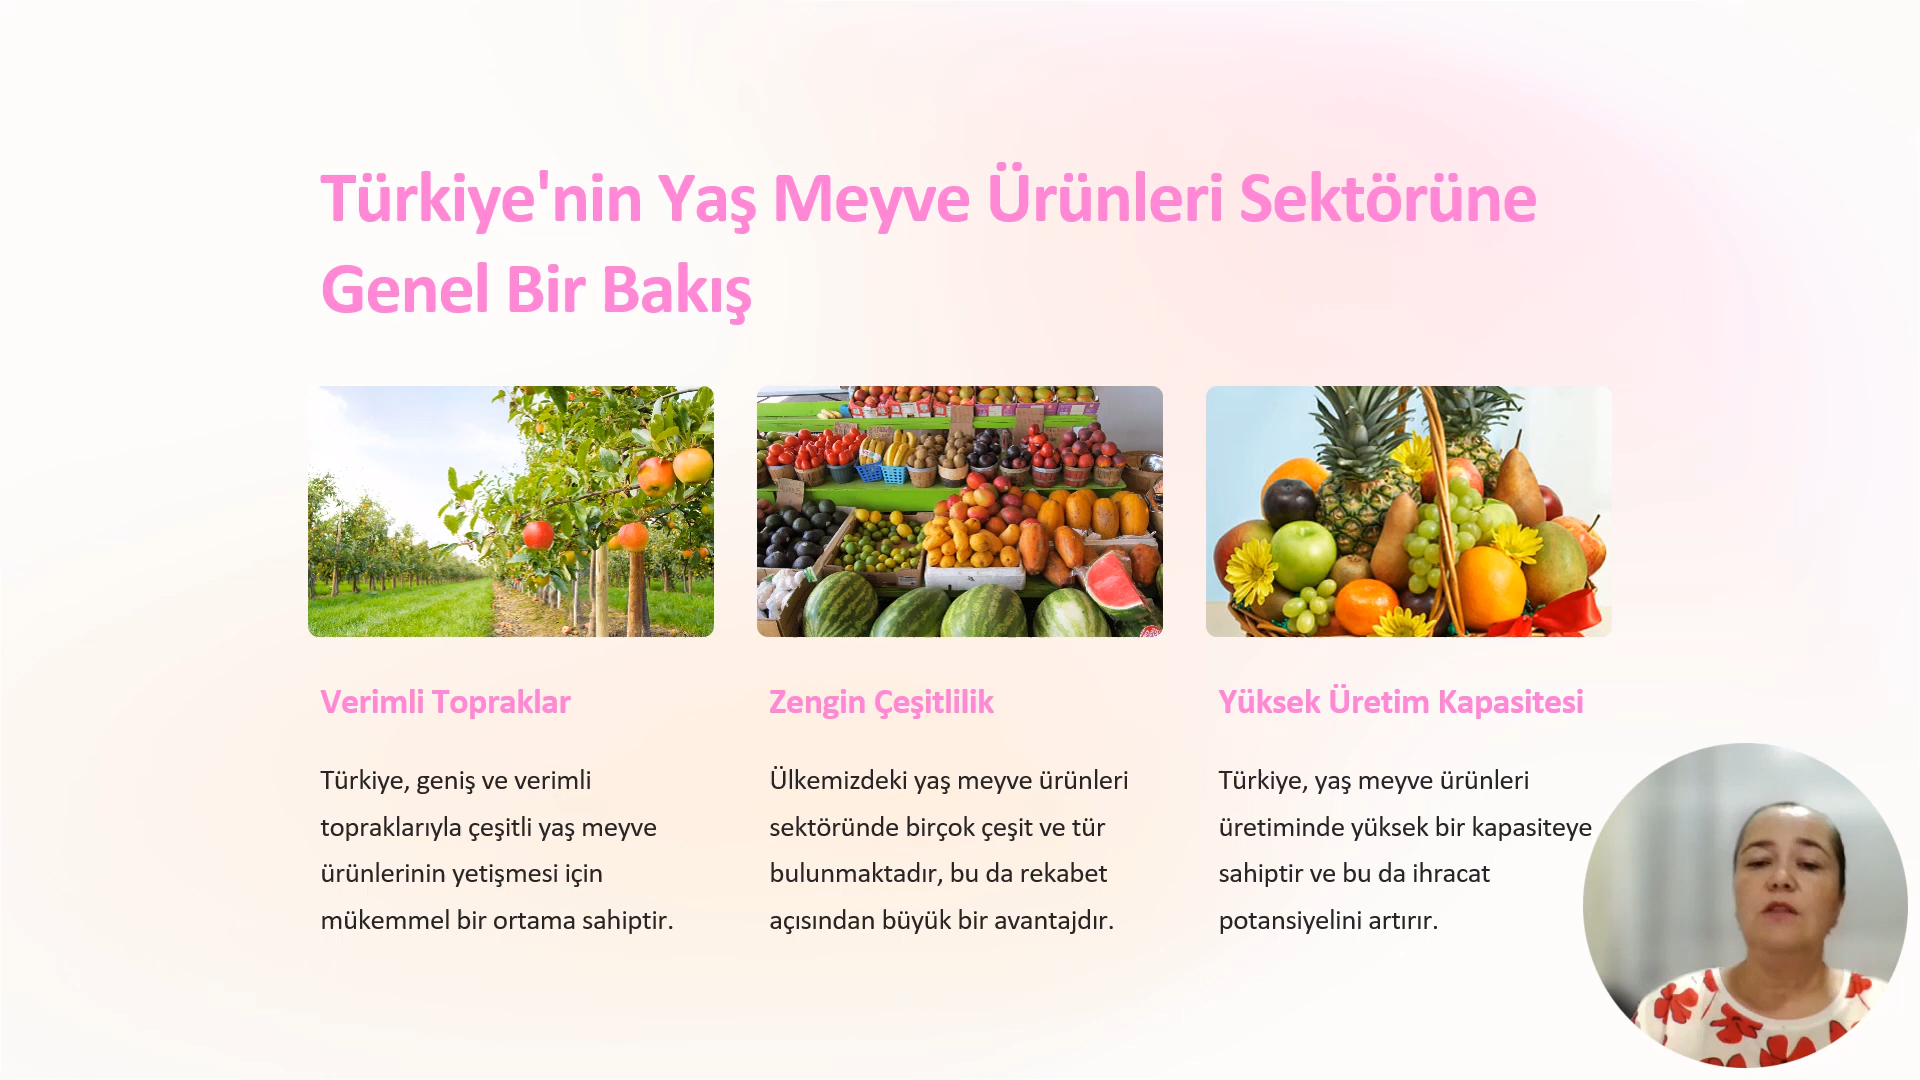 Türkiye'nin Yaş Meyve Ürünleri Sektörüne
Genel Bir Bakış
Verimli Topraklar
Türkiye, geniş ve verimli
topraklarıyla çeşitli yaş meyve
ürünlerinin yetişmesi için
mükemmel bir ortama sahiptir.
Zengin Çeşitlilik
Ülkemizdeki yaş meyve ürünleri
sektöründe birçok çeşit ve tür
bulunmaktadır, bu da rekabet
açısından büyük bir avantajdır.
Yüksek Üretim Kapasitesi
Türkiye, yaş meyve ürünleri
üretiminde yüksek bir kapasiteye
sahiptir ve bu da ihracat
potansiyelini artırır.